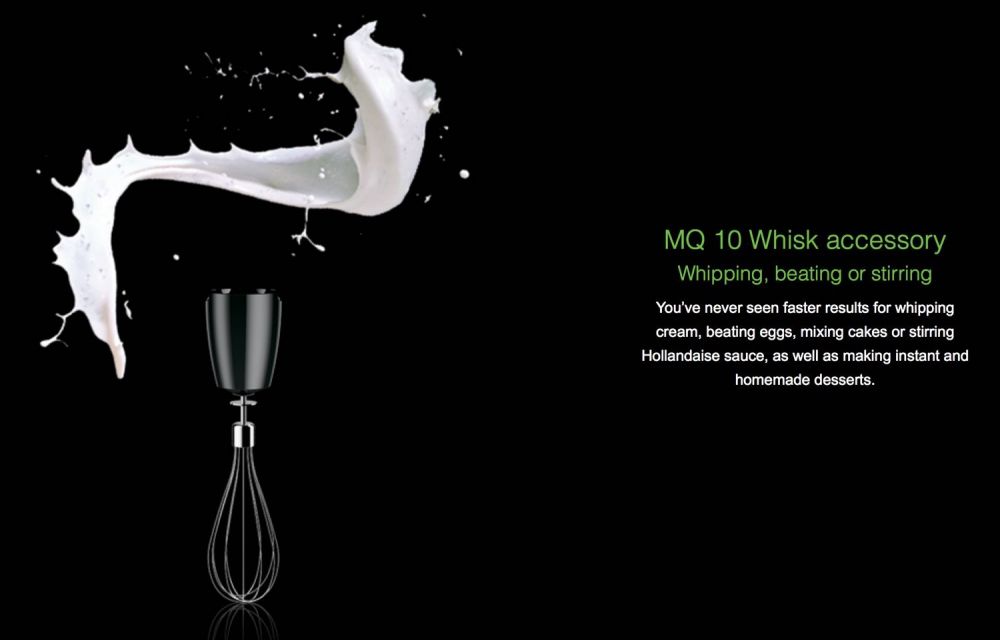 MQ 10 Whisk accessory
Whipping, beating or stirring
You've never seen faster results for whipping
cream, beating eggs, mixing cakes or stirring
Hollandaise sauce, as well as making instant and
homemade desserts.